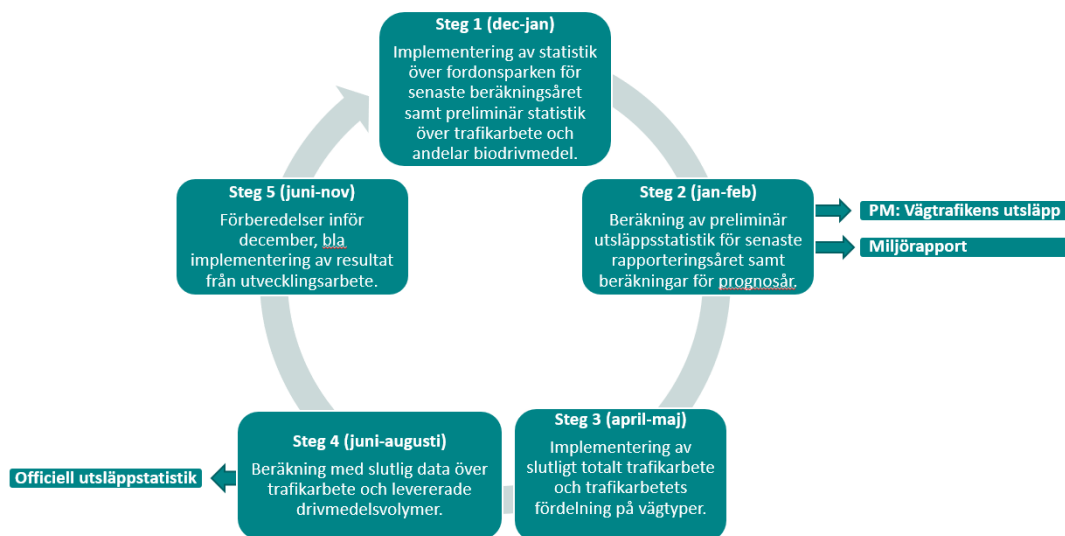 Steg 1 (dec-jan)
Implementering av statistik
över fordonsparken för
senaste beräkningsåret
samt preliminär statistik
över trafikarbete och
andelar biodrivmedel.
Steg 2 (jan-feb)
Beräkning av preliminär
utsläppsstatistik för senaste
rapporteringsåret samt
beräkningar för prognosår.
PM: Vägtrafikens utsläpp
Miljörapport
Steg 3 (april-maj)
Implementering av
slutligt totalt trafikarbete
och trafikarbetets
fördelning på vägtyper.
Steg 4 (juni-augusti)
Beräkning med slutlig data över
trafikarbete och levererade
drivmedelsvolymer.
Officiell utsläppstatistik
Steg 5 (juni-nov)
Förberedelser inför
december, bla
implementering av resultat
från utvecklingsarbete.